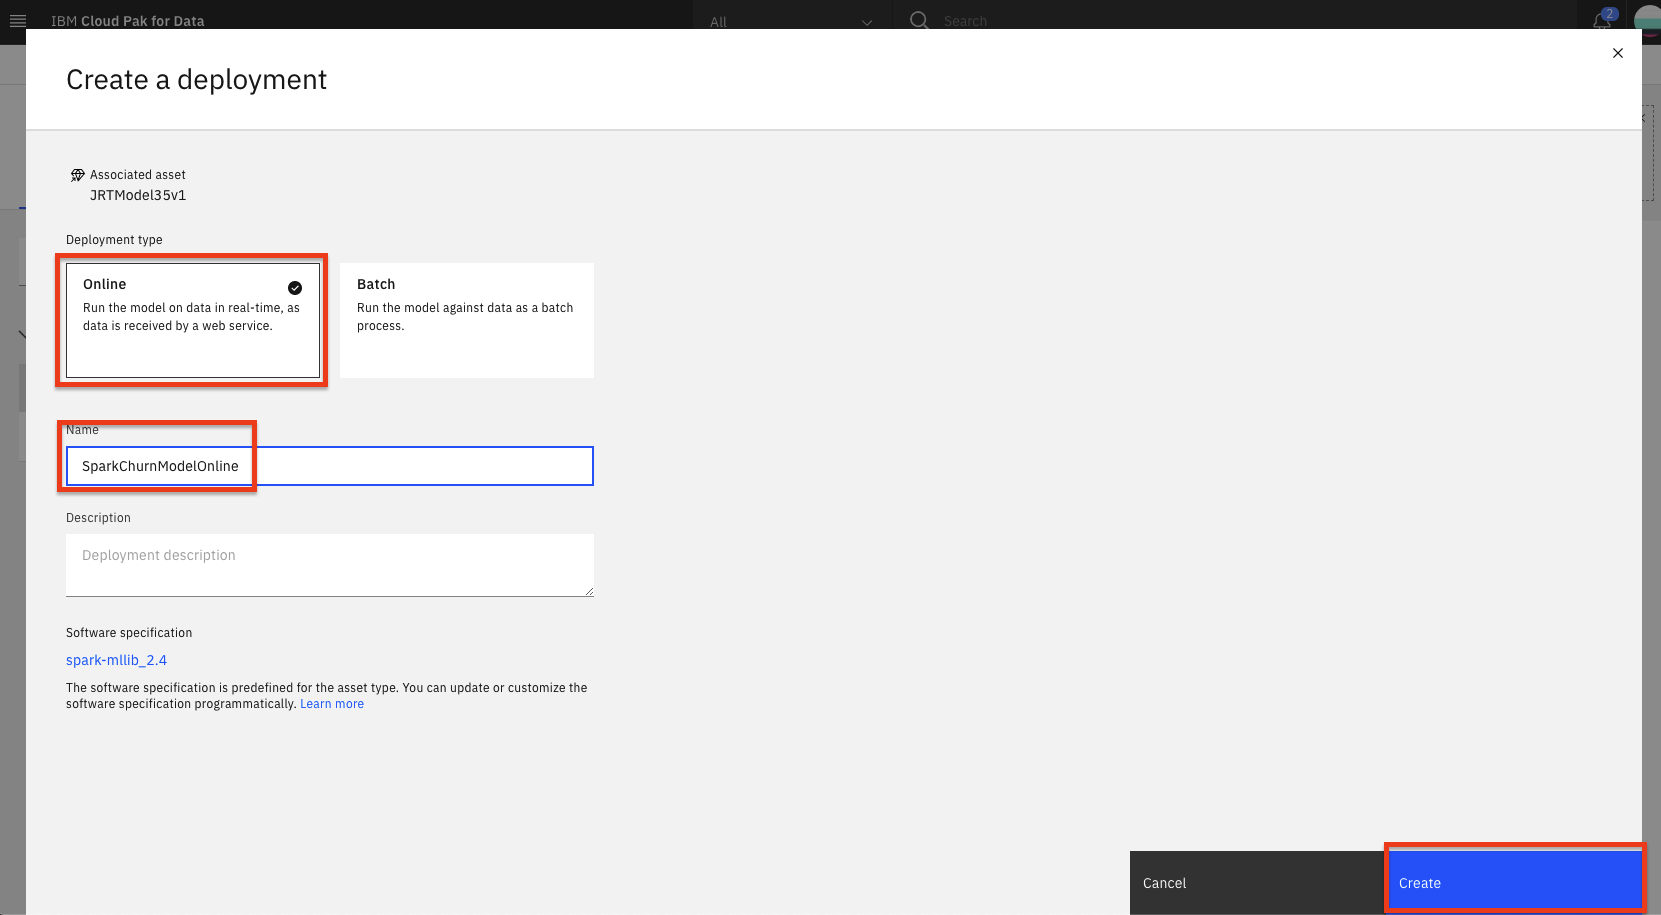 IBM Cloud Pak for Data
All
Search
2
Create a deployment
Associated asset
JRTModel35v1
Deployment type
Online
Run the model on data in real-time, as
data is received by a web service.
Batch
Run the model against data as a batch
process.
Name
SparkChurnModelOnline
Description
Deployment description
Software specification
spark-mllib_2.4
The software specification is predefined for the asset type. You can update or customize the
software specification programmatically. Learn more
Cancel
Create